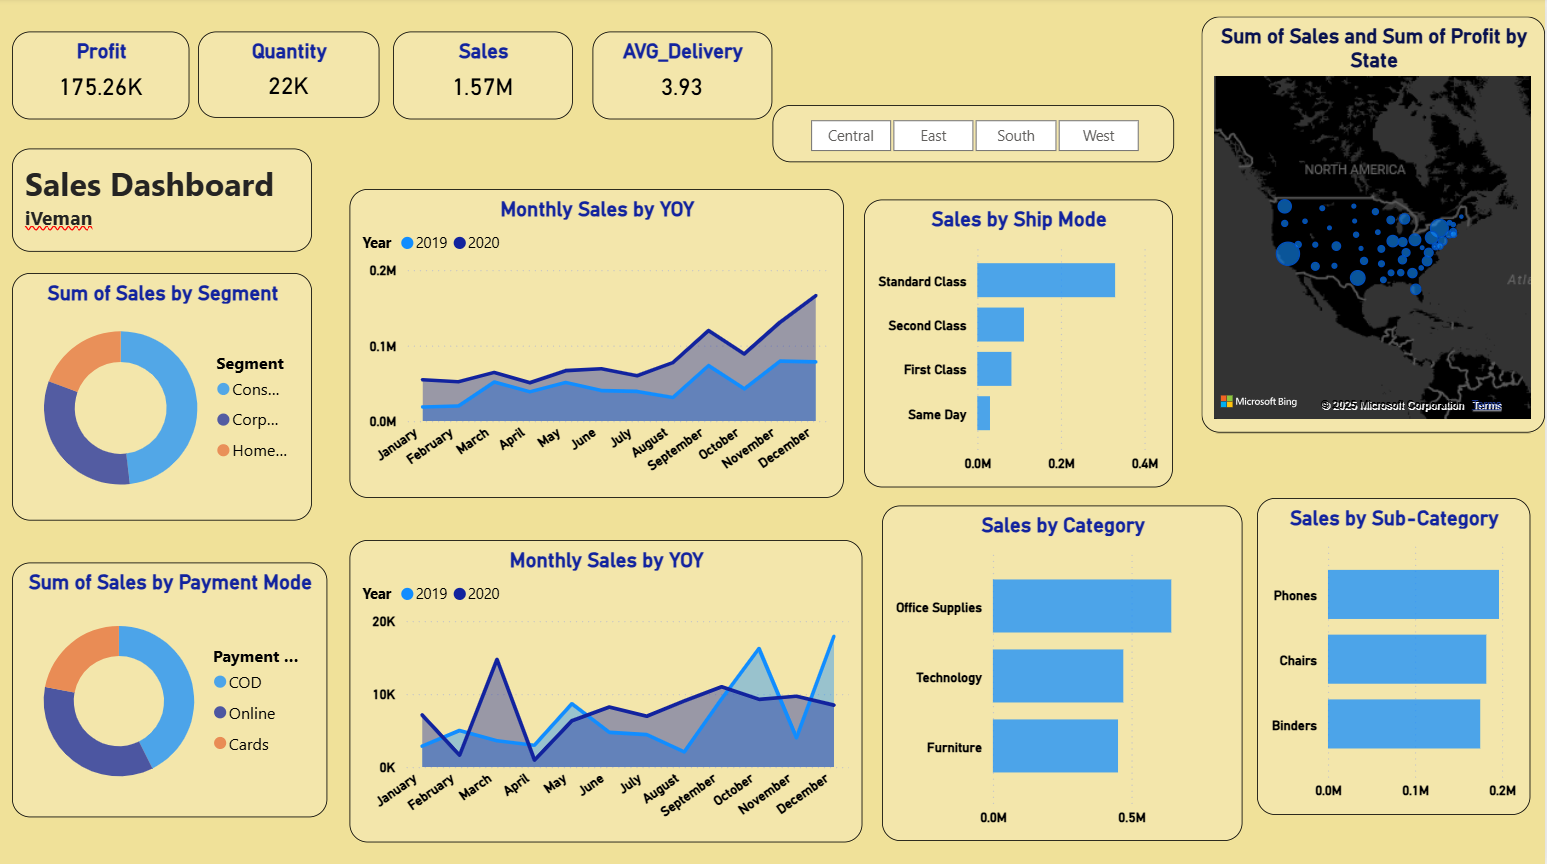 Profit
175.26K
Quantity
22K
Sales
1.57M
AVG_Delivery
3.93
Central
East
South
West
Sum of Sales and Sum of Profit by
State
NORTH AMERICA
Atl
Microsoft Bing
© 2025 Microsoft Corporation Terms
Sales Dashboard
iVeman
Sum of Sales by Segment
Segment
Cons...
Corp...
Home...
Monthly Sales by YOY
Year 2019 2020
0.2M
0.1M
0.0M
January
February
March
April
May
June
July
August
September
October
November
December
Sales by Ship Mode
Standard Class
Second Class
First Class
Same Day
0.0M 0.2M 0.4M
Sum of Sales by Payment Mode
Payment ...
COD
Online
Cards
Monthly Sales by YOY
Year 2019 2020
20K
10K
0K
January
February
March
April
May
June
July
August
September
October
November
December
Sales by Category
Office Supplies
Technology
Furniture
0.0M 0.5M
Sales by Sub-Category
Phones
Chairs
Binders
0.0M 0.1M 0.2M